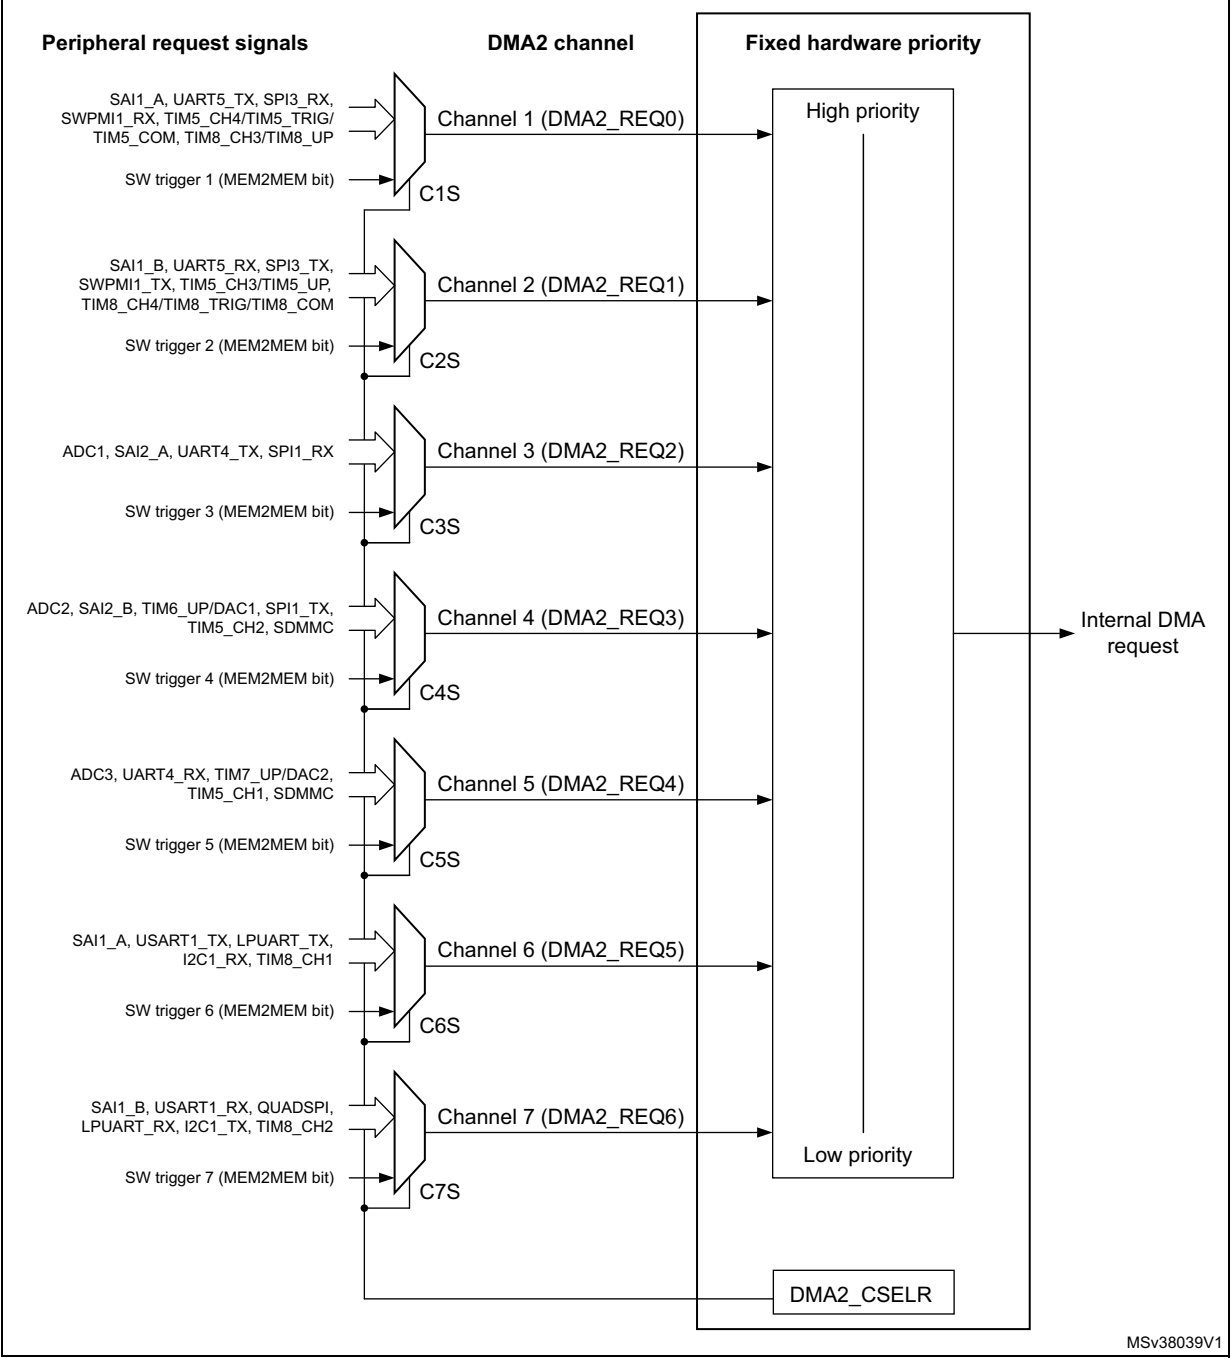 Peripheral request signals
DMA2 channel
Fixed hardware priority
SAI1_A, UART5_TX, SPI3_RX,
SWPMI1_RX, TIM5_CH4/TIM5_TRIG/
TIM5_COM, TIM8_CH3/TIM8_UP
Channel 1 (DMA2_REQ0)
High priority
SW trigger 1 (MEM2MEM bit)
C1S
SAI1_B, UART5_RX, SPI3_TX,
SWPMI1_TX, TIM5_CH3/TIM5_UP,
TIM8_CH4/TIM8_TRIG/TIM8_COM
Channel 2 (DMA2_REQ1)
SW trigger 2 (MEM2MEM bit)
C2S
ADC1, SAI2_A, UART4_TX, SPI1_RX
Channel 3 (DMA2_REQ2)
SW trigger 3 (MEM2MEM bit)
C3S
ADC2, SAI2_B, TIM6_UP/DAC1, SPI1_TX,
TIM5_CH2, SDMMC
Channel 4 (DMA2_REQ3)
Internal DMA
request
SW trigger 4 (MEM2MEM bit)
C4S
ADC3, UART4_RX, TIM7_UP/DAC2,
TIM5_CH1, SDMMC
Channel 5 (DMA2_REQ4)
SW trigger 5 (MEM2MEM bit)
C5S
SAI1_A, USART1_TX, LPUART_TX,
I2C1_RX, TIM8_CH1
Channel 6 (DMA2_REQ5)
SW trigger 6 (MEM2MEM bit)
C6S
SAI1_B, USART1_RX, QUADSPI,
LPUART_RX, I2C1_TX, TIM8_CH2
Channel 7 (DMA2_REQ6)
Low priority
SW trigger 7 (MEM2MEM bit)
C7S
DMA2_CSELR
MSv38039V1